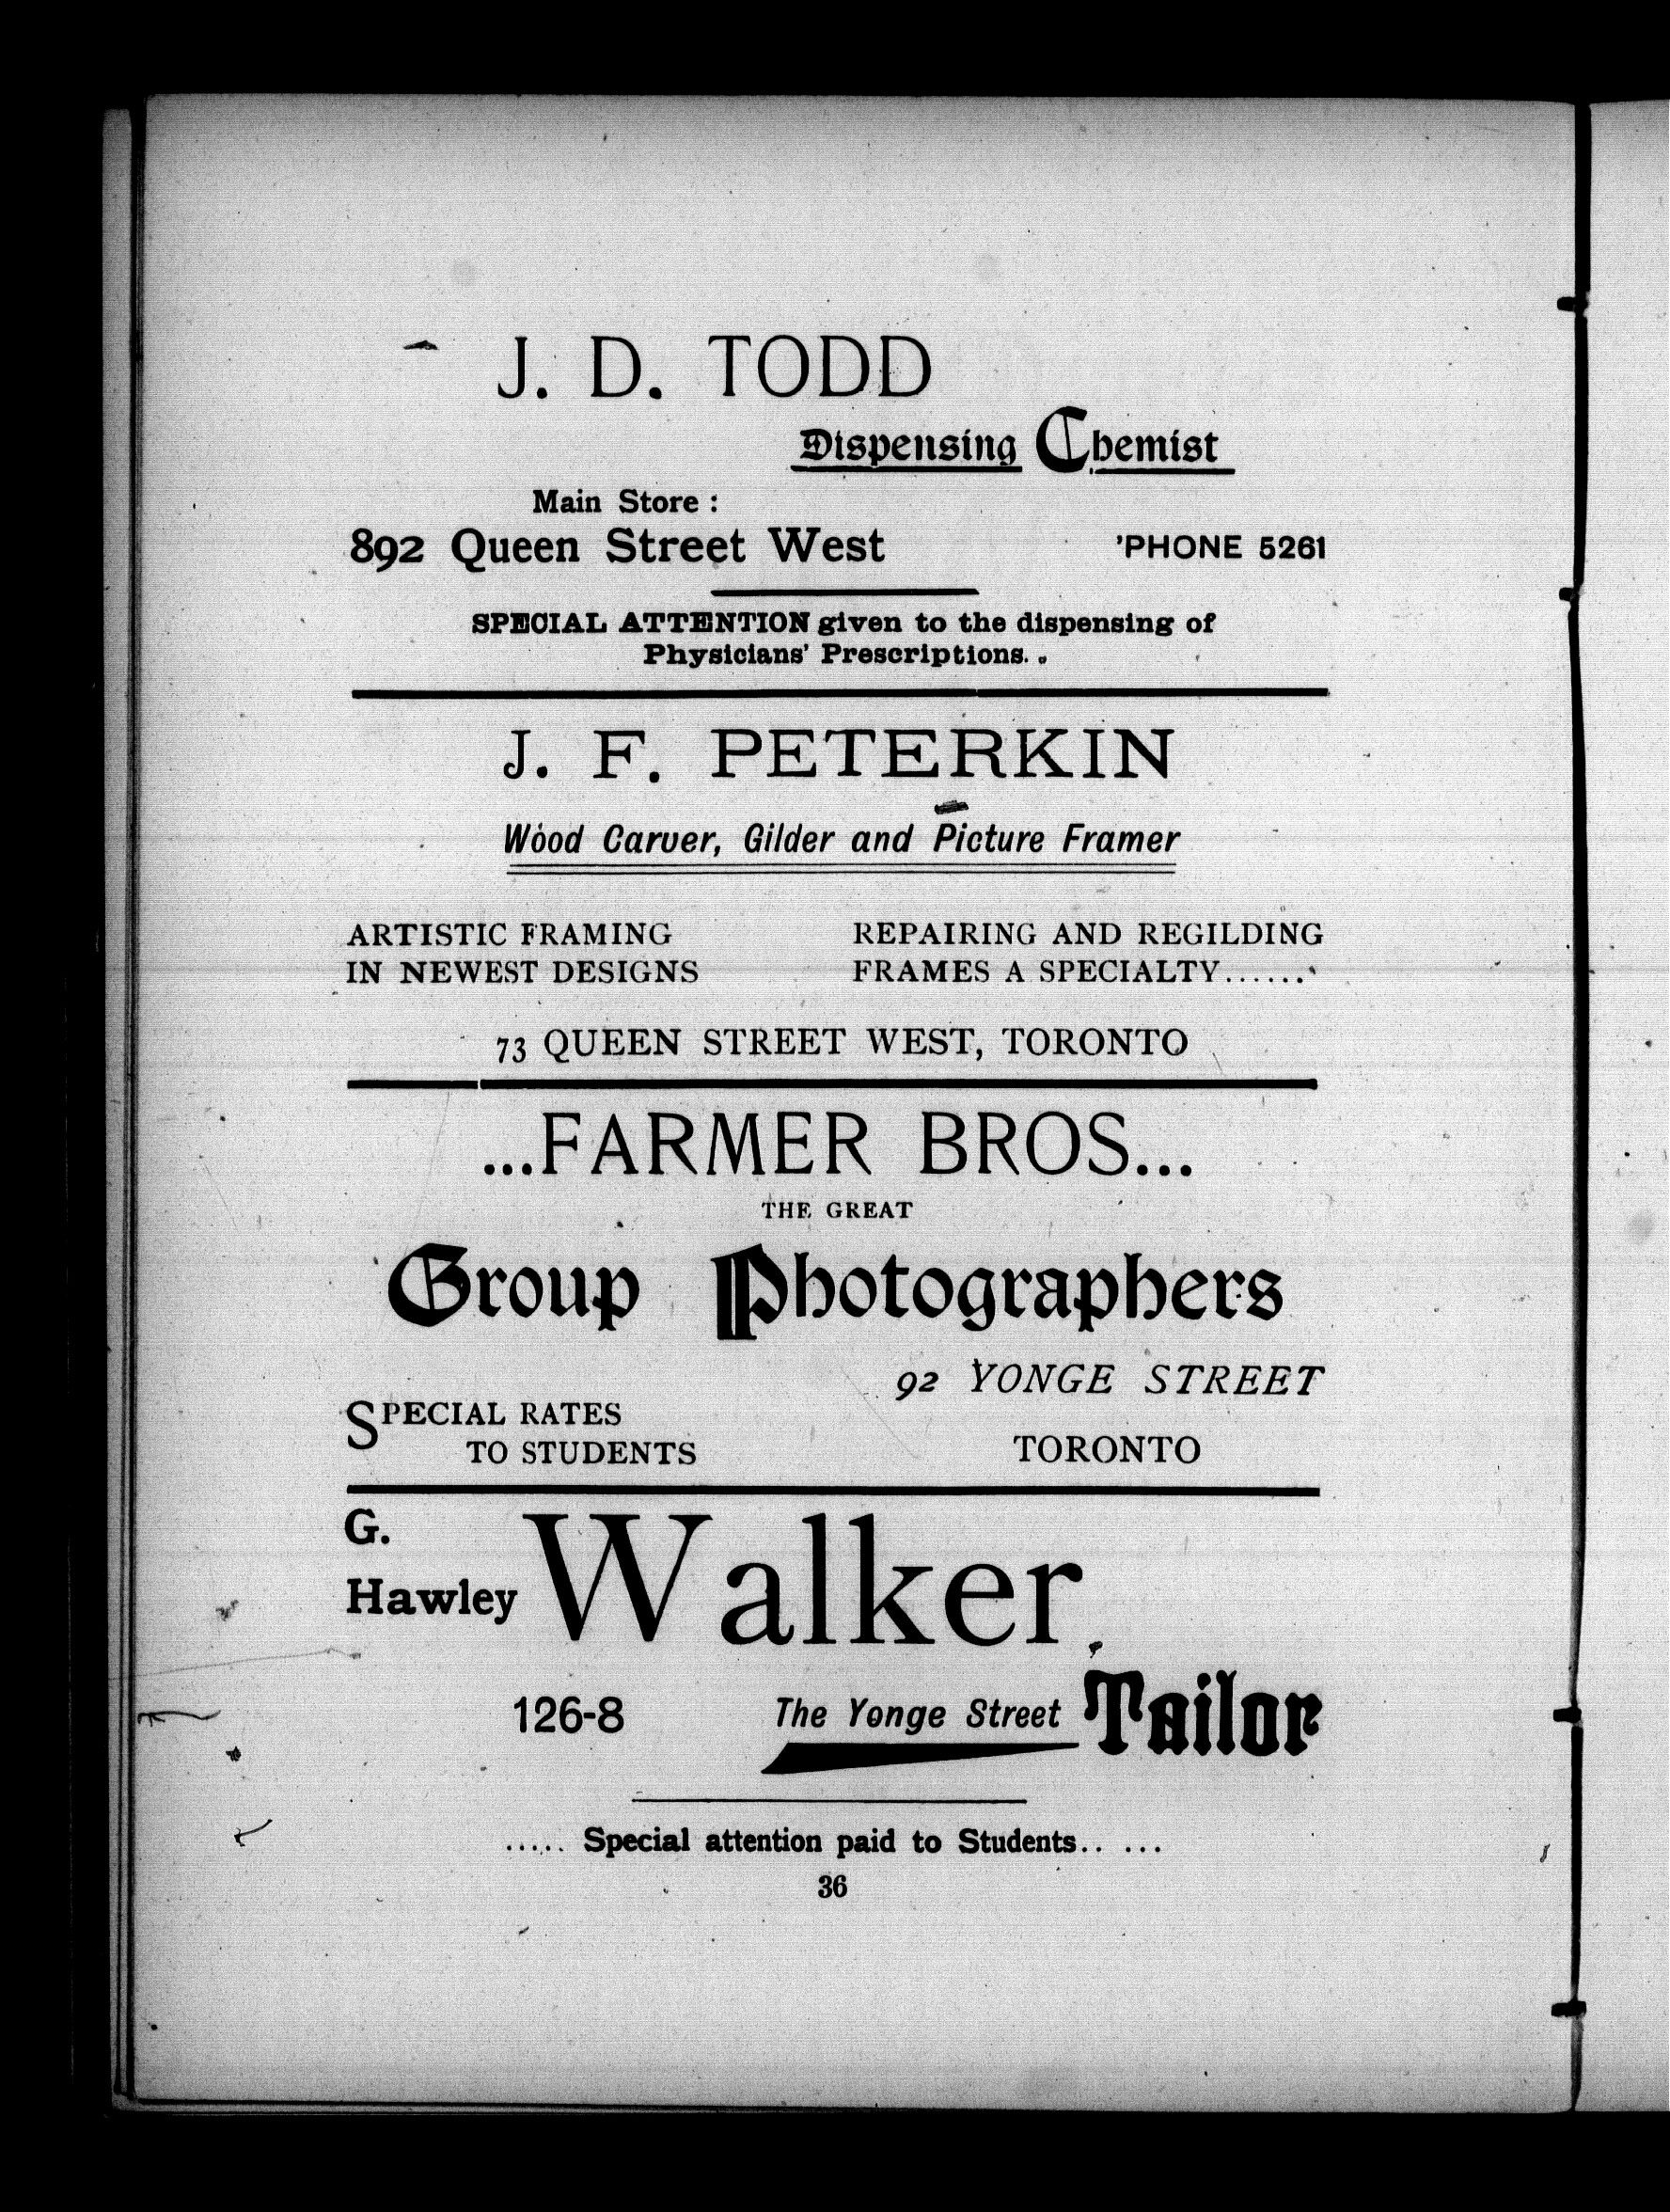 J. D. TODD
Dispensing Chemist
Main Store :
892 Queen Street West 'PHONE 5261
SPECIAL ATTENTION given to the dispensing of
Physicians' Prescriptions. .
J. F. PETERKIN
Wood Carver, Gilder and Picture Framer
ARTISTIC FRAMING
IN NEWEST DESIGNS
REPAIRING AND REGILDING
FRAMES A SPECIALTY......
73 QUEEN STREET WEST, TORONTO
...FARMER BROS...
THE GREAT
Group Photographers
92 YONGE STREET
TORONTO
SPECIAL RATES
TO STUDENTS
G.
Hawley Walker,
126-8 The Yonge Street Tailor
..... Special attention paid to Students.. ...
36